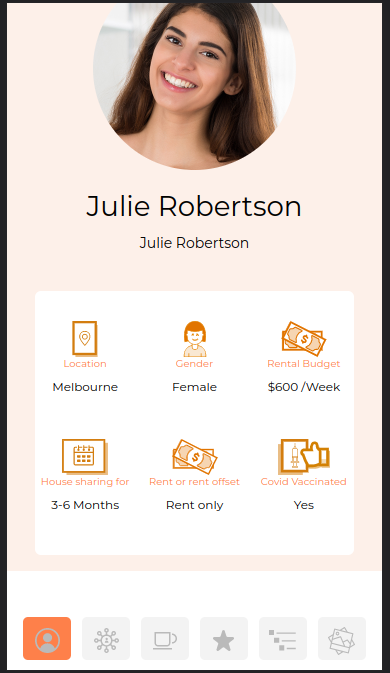 Julie Robertson
Julie Robertson
Location Gender Rental Budget
Melbourne Female $600 /Week
House sharing for Rent or rent offset Covid Vaccinated
3-6 Months Rent only Yes